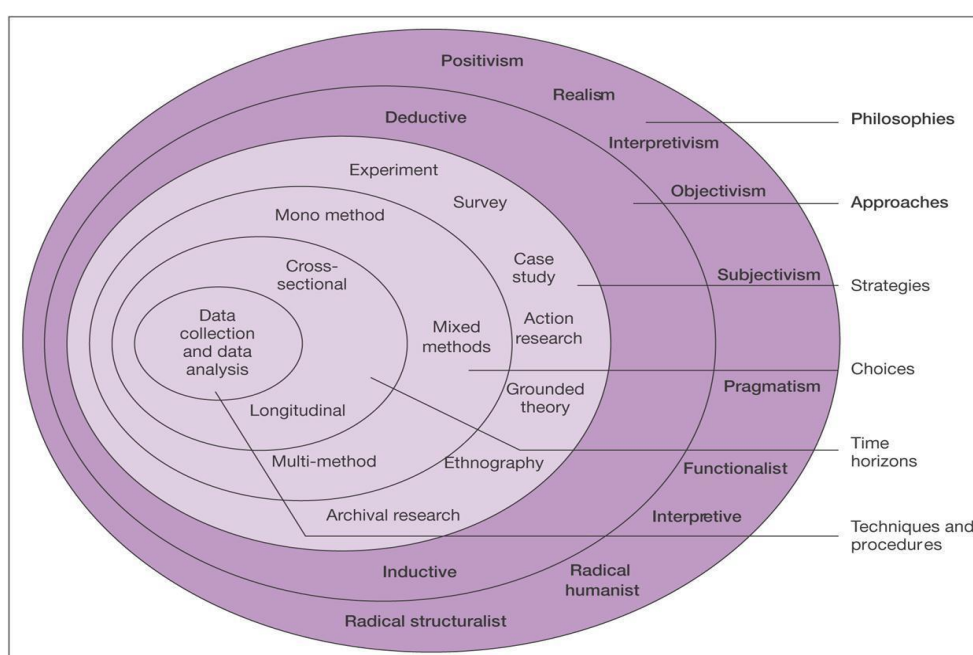 Positivism
Realism
Philosophies
Deductive
Interpretivism
Experiment
Objectivism
Survey
Approaches
Mono method
Case
study
Cross-
sectional
Subjectivism
Strategies
Data
collection
and data
analysis
Mixed
methods
Action
research
Choices
Grounded
theory
Pragmatism
Longitudinal
Time
horizons
Multi-method
Ethnography
Functionalist
Archival research
Interpretive
Techniques and
procedures
Inductive
Radical
humanist
Radical structuralist